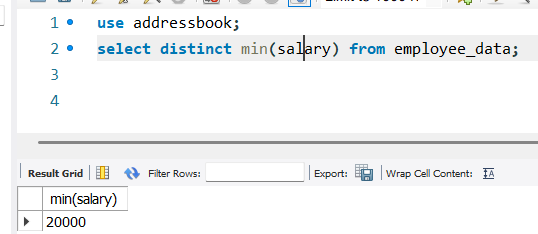 1 use addressbook;
2 select distinct min(salary) from employee_data;
3
4
Result Grid Filter Rows: Export: Wrap Cell Content: IA
min(salary)
20000